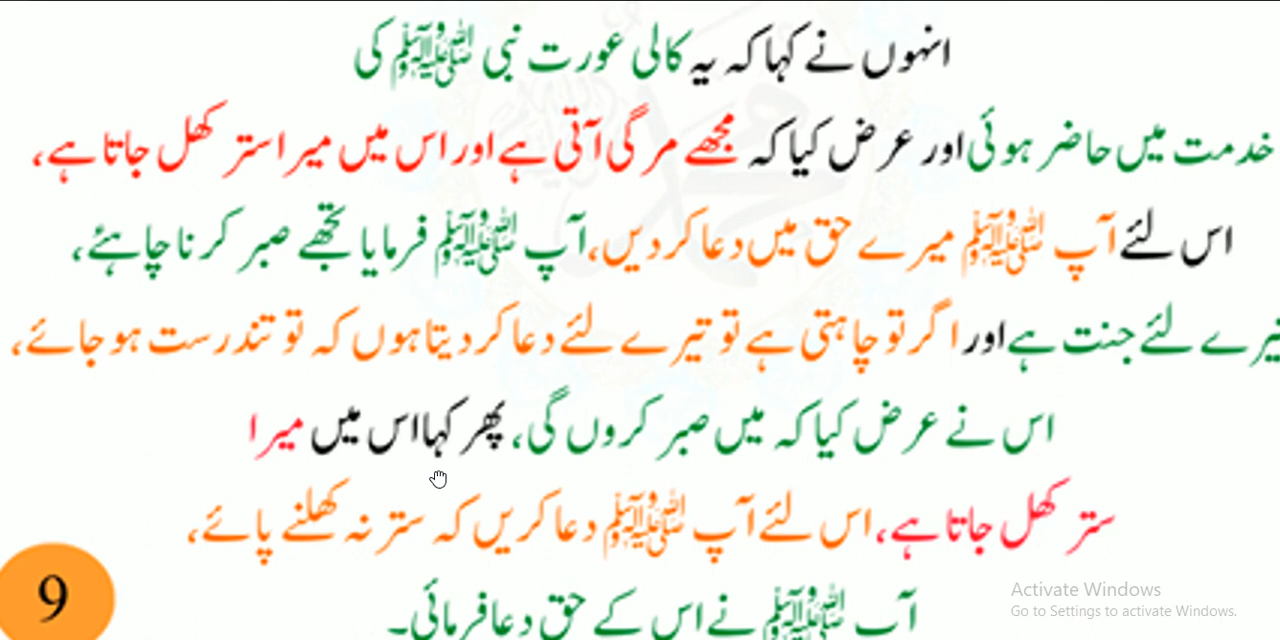 انہوں نے کہا کہ یہ کالی عورت نبی ﷺ کی
خدمت میں حاضر ہوئی اور عرض کیا کہ مجھے مرگی آتی ہے اور اس میں میرا ستر کھل جاتا ہے،
اس لئے آپ ﷺ میرے حق میں دعا کر دیں، آپ ﷺ فرمایا تجھے صبر کرنا چاہئے،
تیرے لئے جنت ہے اور اگر تو چاہتی ہے تو تیرے لئے دعا کر دیتا ہوں کہ تو تندرست ہو جائے،
اس نے عرض کیا کہ میں صبر کروں گی، پھر کہا اس میں میرا
ستر کھل جاتا ہے، اس لئے آپ ﷺ دعا کریں کہ ستر نہ کھلنے پائے،
آپ ﷺ نے اس کے حق دعا فرمائی۔
9
Activate Windows
Go to Settings to activate Windows.